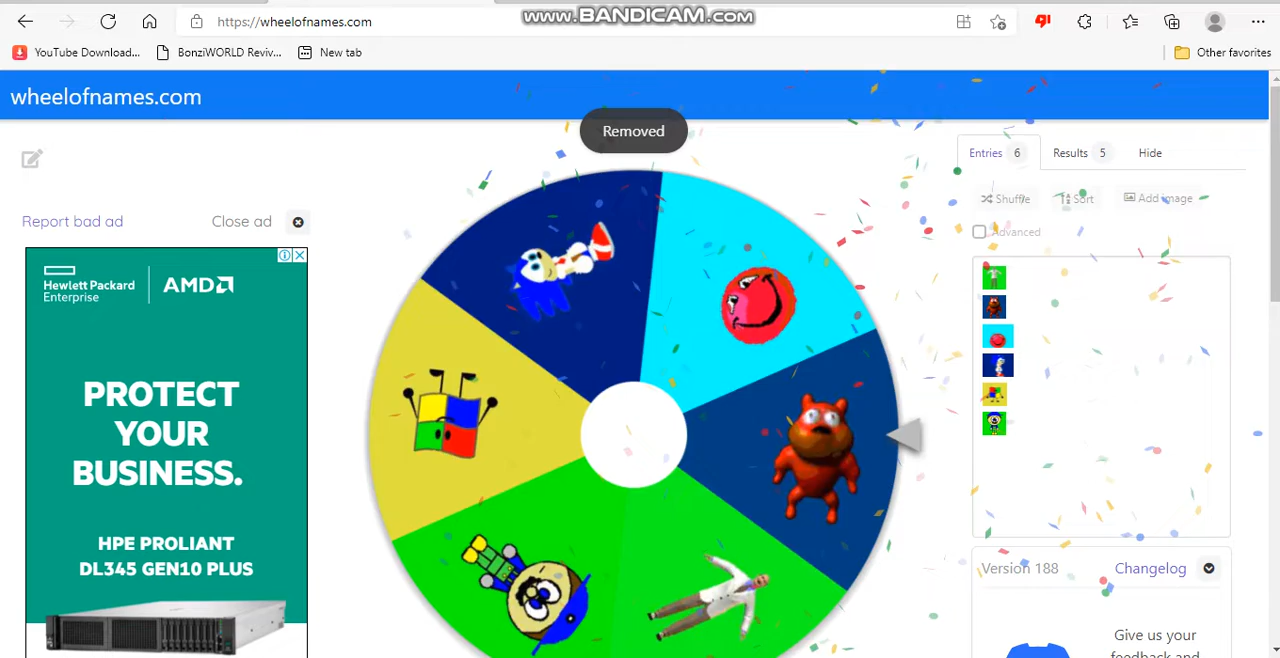 https://wheelofnames.com
www.BANDICAM.com
YouTube Download...
BonziWORLD Reviv...
New tab
Other favorites
wheelofnames.com
Removed
Entries 6
Results 5
Hide
Shuffle
Sort
Add image
Advanced
Report bad ad
Close ad
Hewlett Packard
Enterprise
AMD
PROTECT
YOUR
BUSINESS.
HPE PROLIANT
DL345 GEN10 PLUS
Version 188
Changelog
Give us your
feedback and